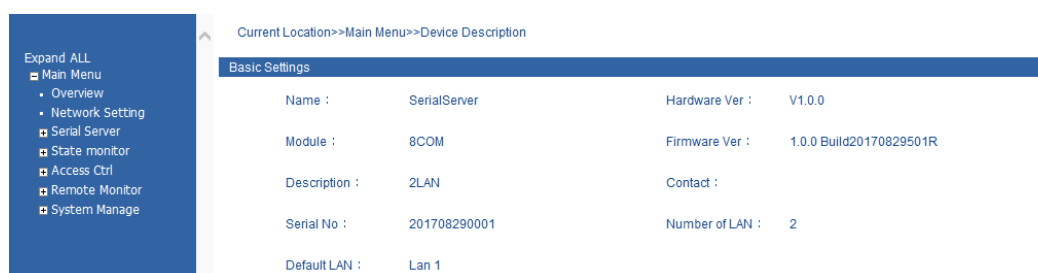 Current Location>>Main Menu>>Device Description
Expand ALL
Main Menu
Overview
Network Setting
Serial Server
State monitor
Access Ctrl
Remote Monitor
System Manage
Basic Settings
Name： SerialServer Hardware Ver： V1.0.0
Module： 8COM Firmware Ver： 1.0.0 Build20170829501R
Description： 2LAN Contact：
Serial No： 201708290001 Number of LAN： 2
Default LAN： Lan 1